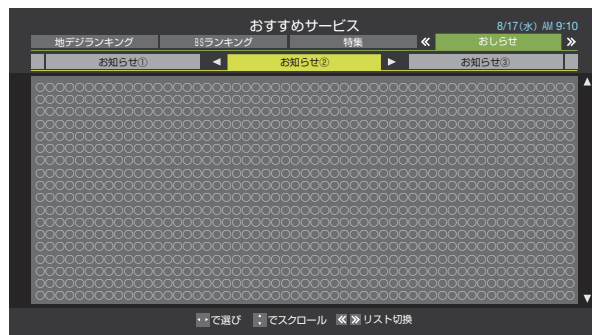 おすすめサービス 8/17(水) AM 9:10
地デジランキング BSランキング 特集 ≪ おしらせ ≫
お知らせ① ◀ お知らせ② ▶ お知らせ③
で選び でスクロール ≪ ≫ リスト切換